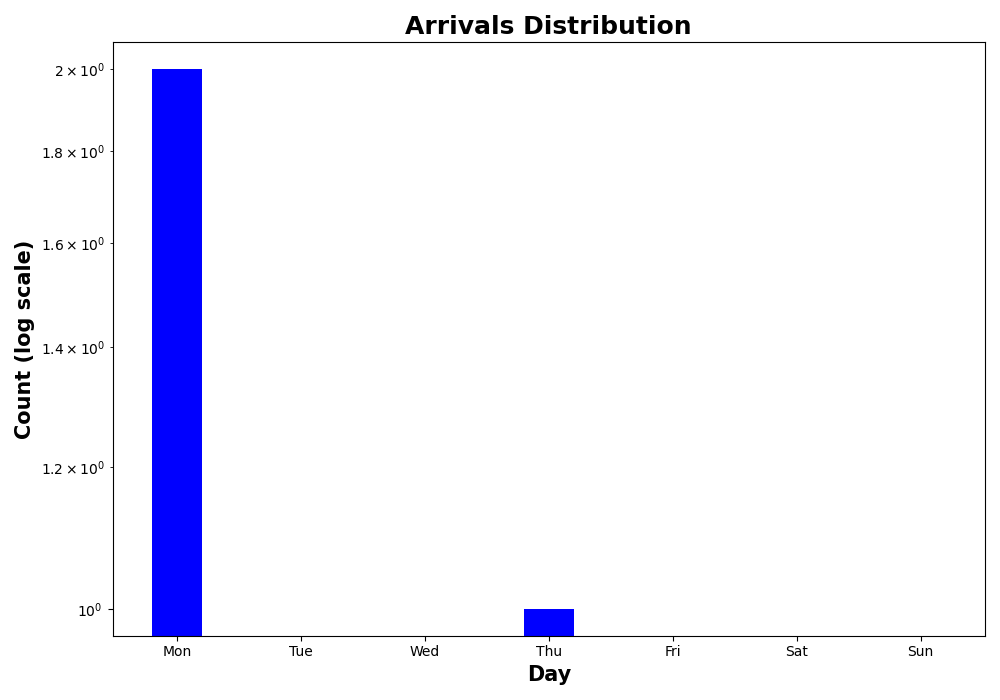 Arrivals Distribution
Count (log scale)
2 × 10⁰
1.8 × 10⁰
1.6 × 10⁰
1.4 × 10⁰
1.2 × 10⁰
10⁰
Mon Tue Wed Thu Fri Sat Sun
Day